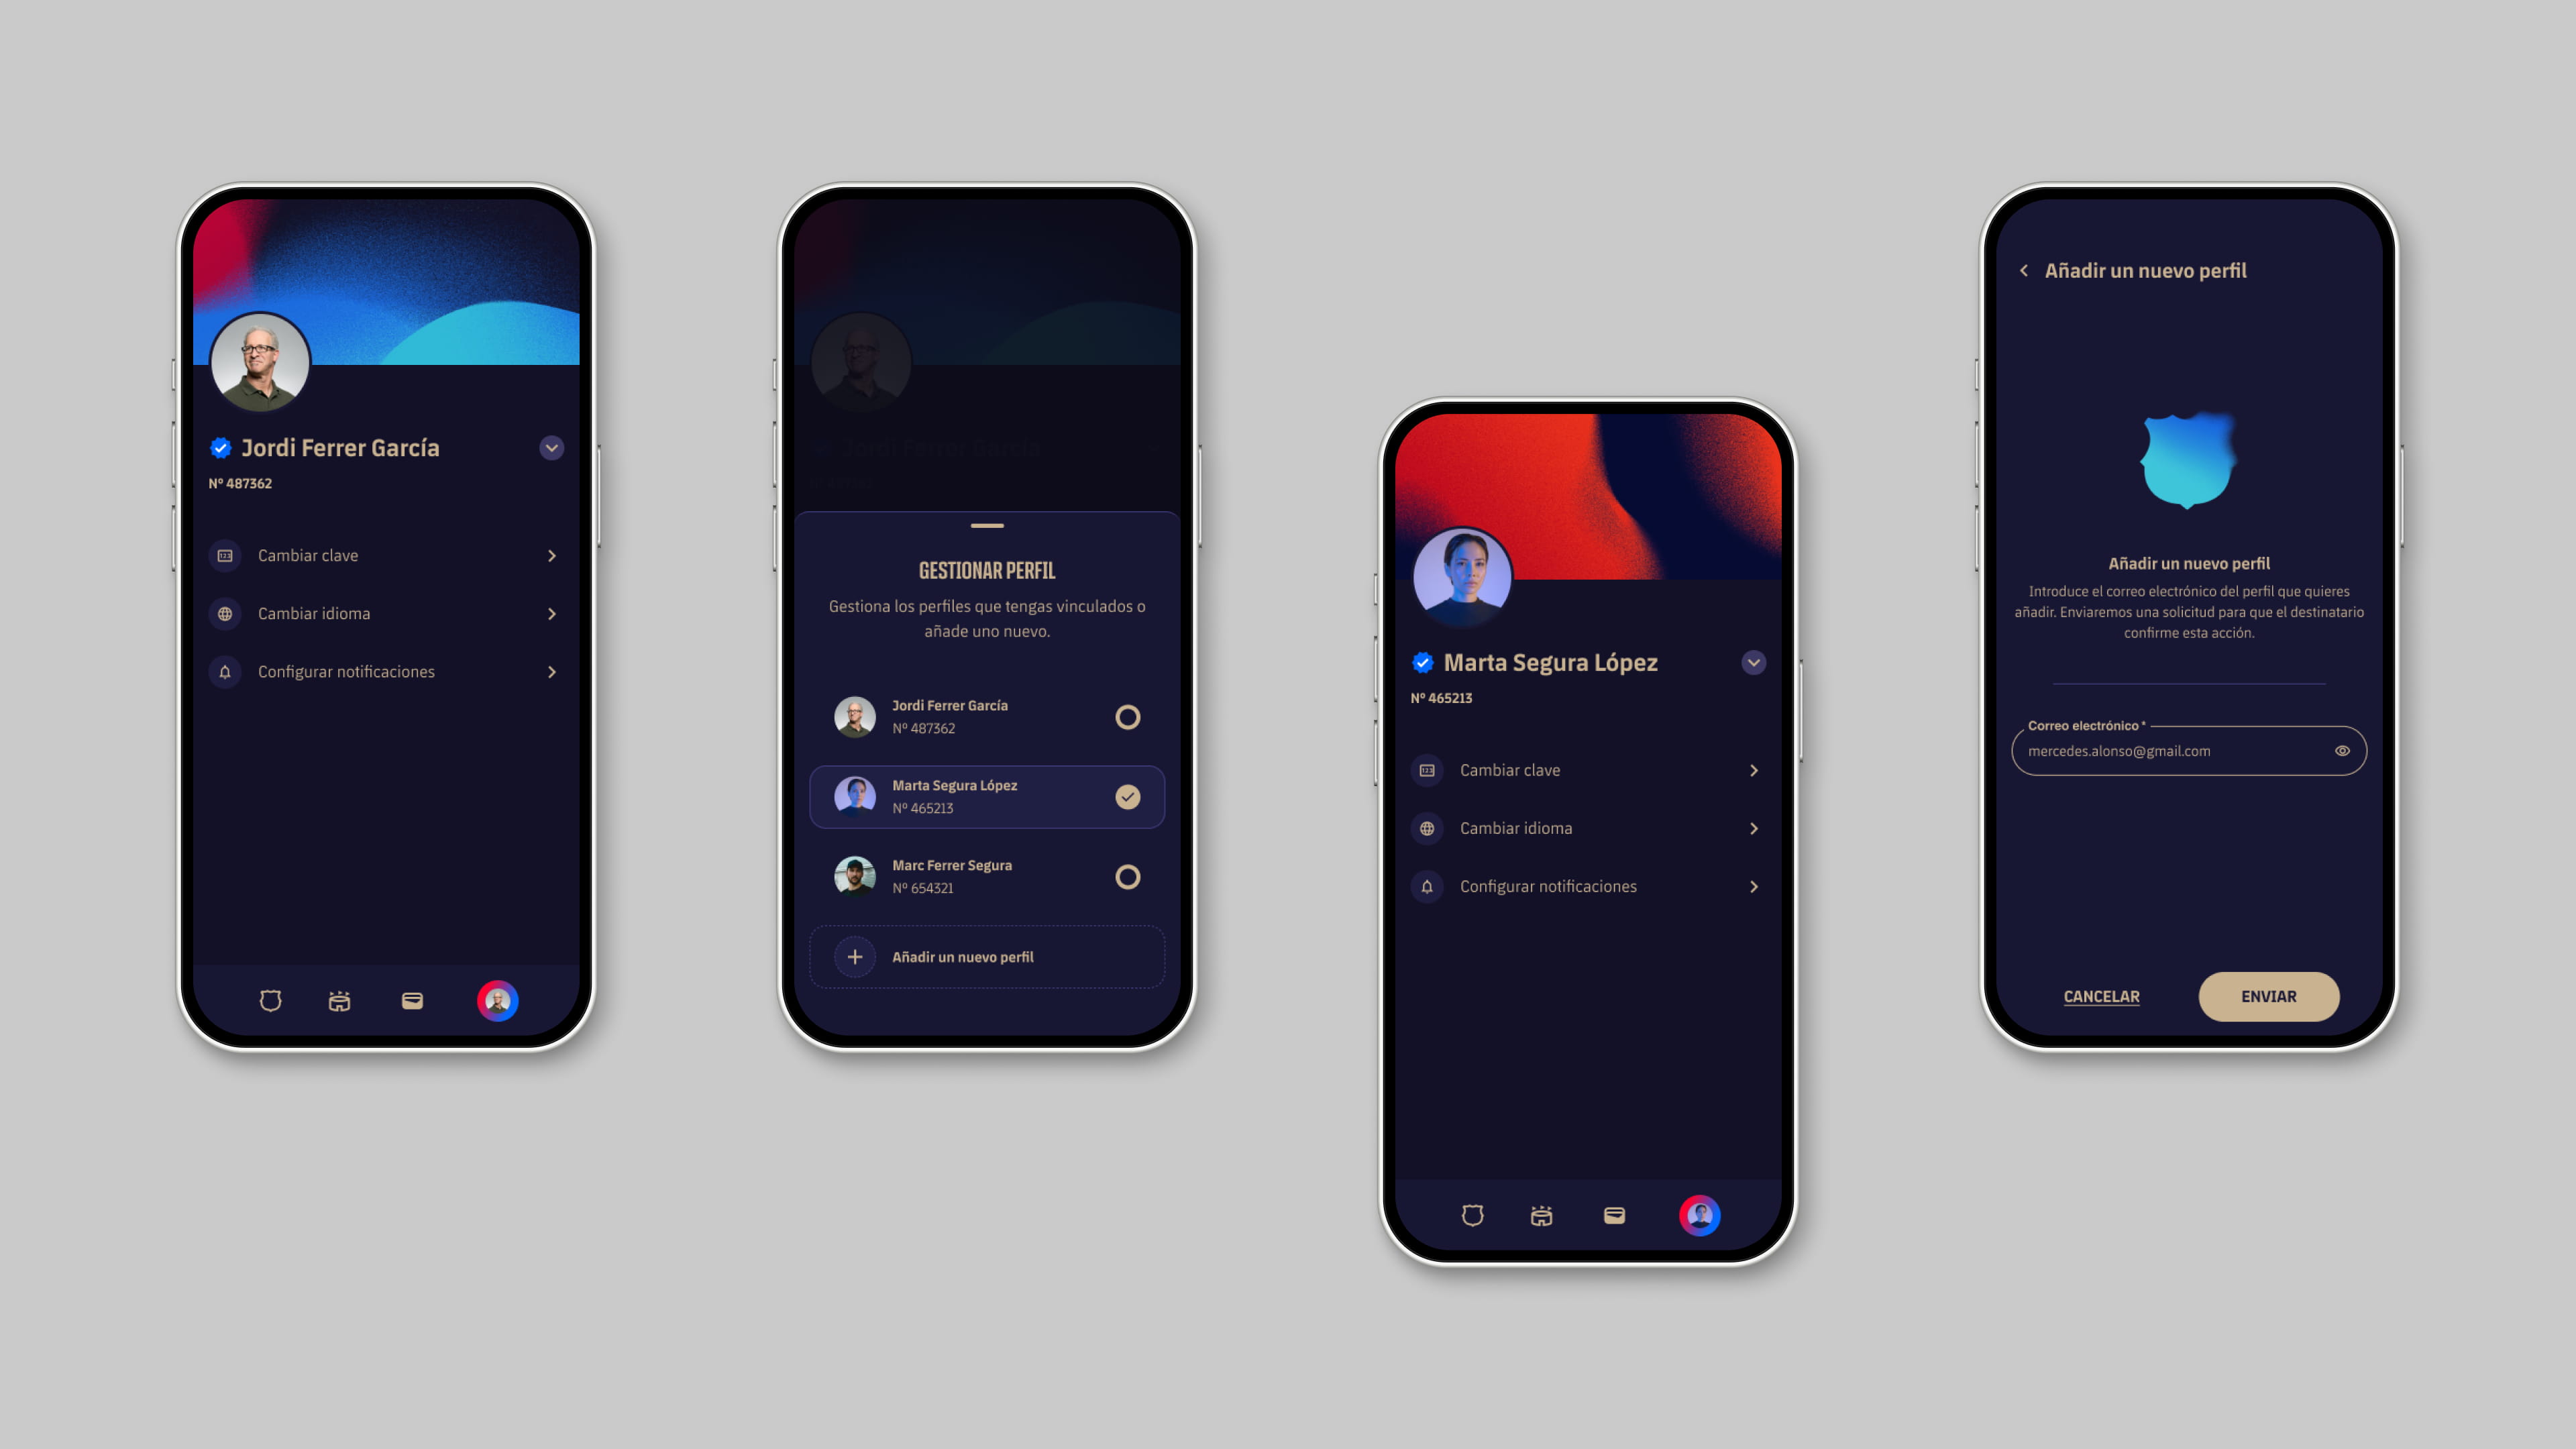 Jordi Ferrer García
Nº 487362
Cambiar clave
Cambiar idioma
Configurar notificaciones
Jordi Ferrer García
GESTIONAR PERFIL
Gestiona los perfiles que tengas vinculados o
añade uno nuevo.
Jordi Ferrer García
Nº 487362
Marta Segura López
Nº 465213
Marc Ferrer Segura
Nº 654321
Añadir un nuevo perfil
Marta Segura López
Nº 465213
Cambiar clave
Cambiar idioma
Configurar notificaciones
Añadir un nuevo perfil
Añadir un nuevo perfil
Introduce el correo electrónico del perfil que quieres
añadir. Enviaremos una solicitud para que el destinatario
confirme esta acción.
Correo electrónico *
mercedes.alonso@gmail.com
CANCELAR
ENVIAR